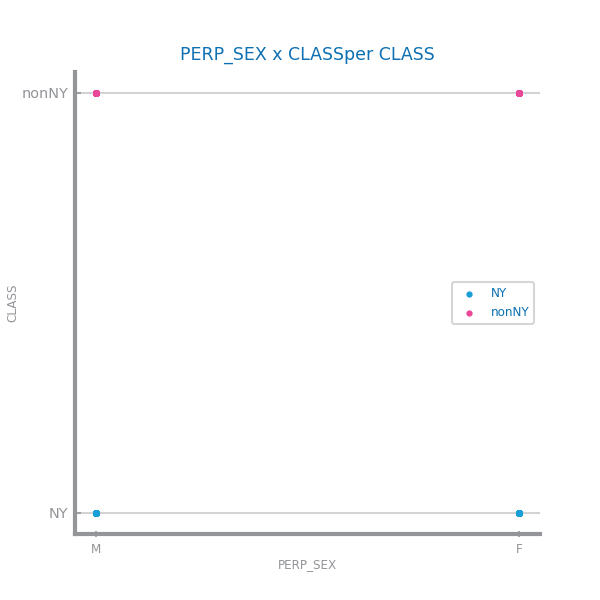 PERP_SEX x CLASSper CLASS
nonNY
CLASS
NY
nonNY
NY
M
F
PERP_SEX